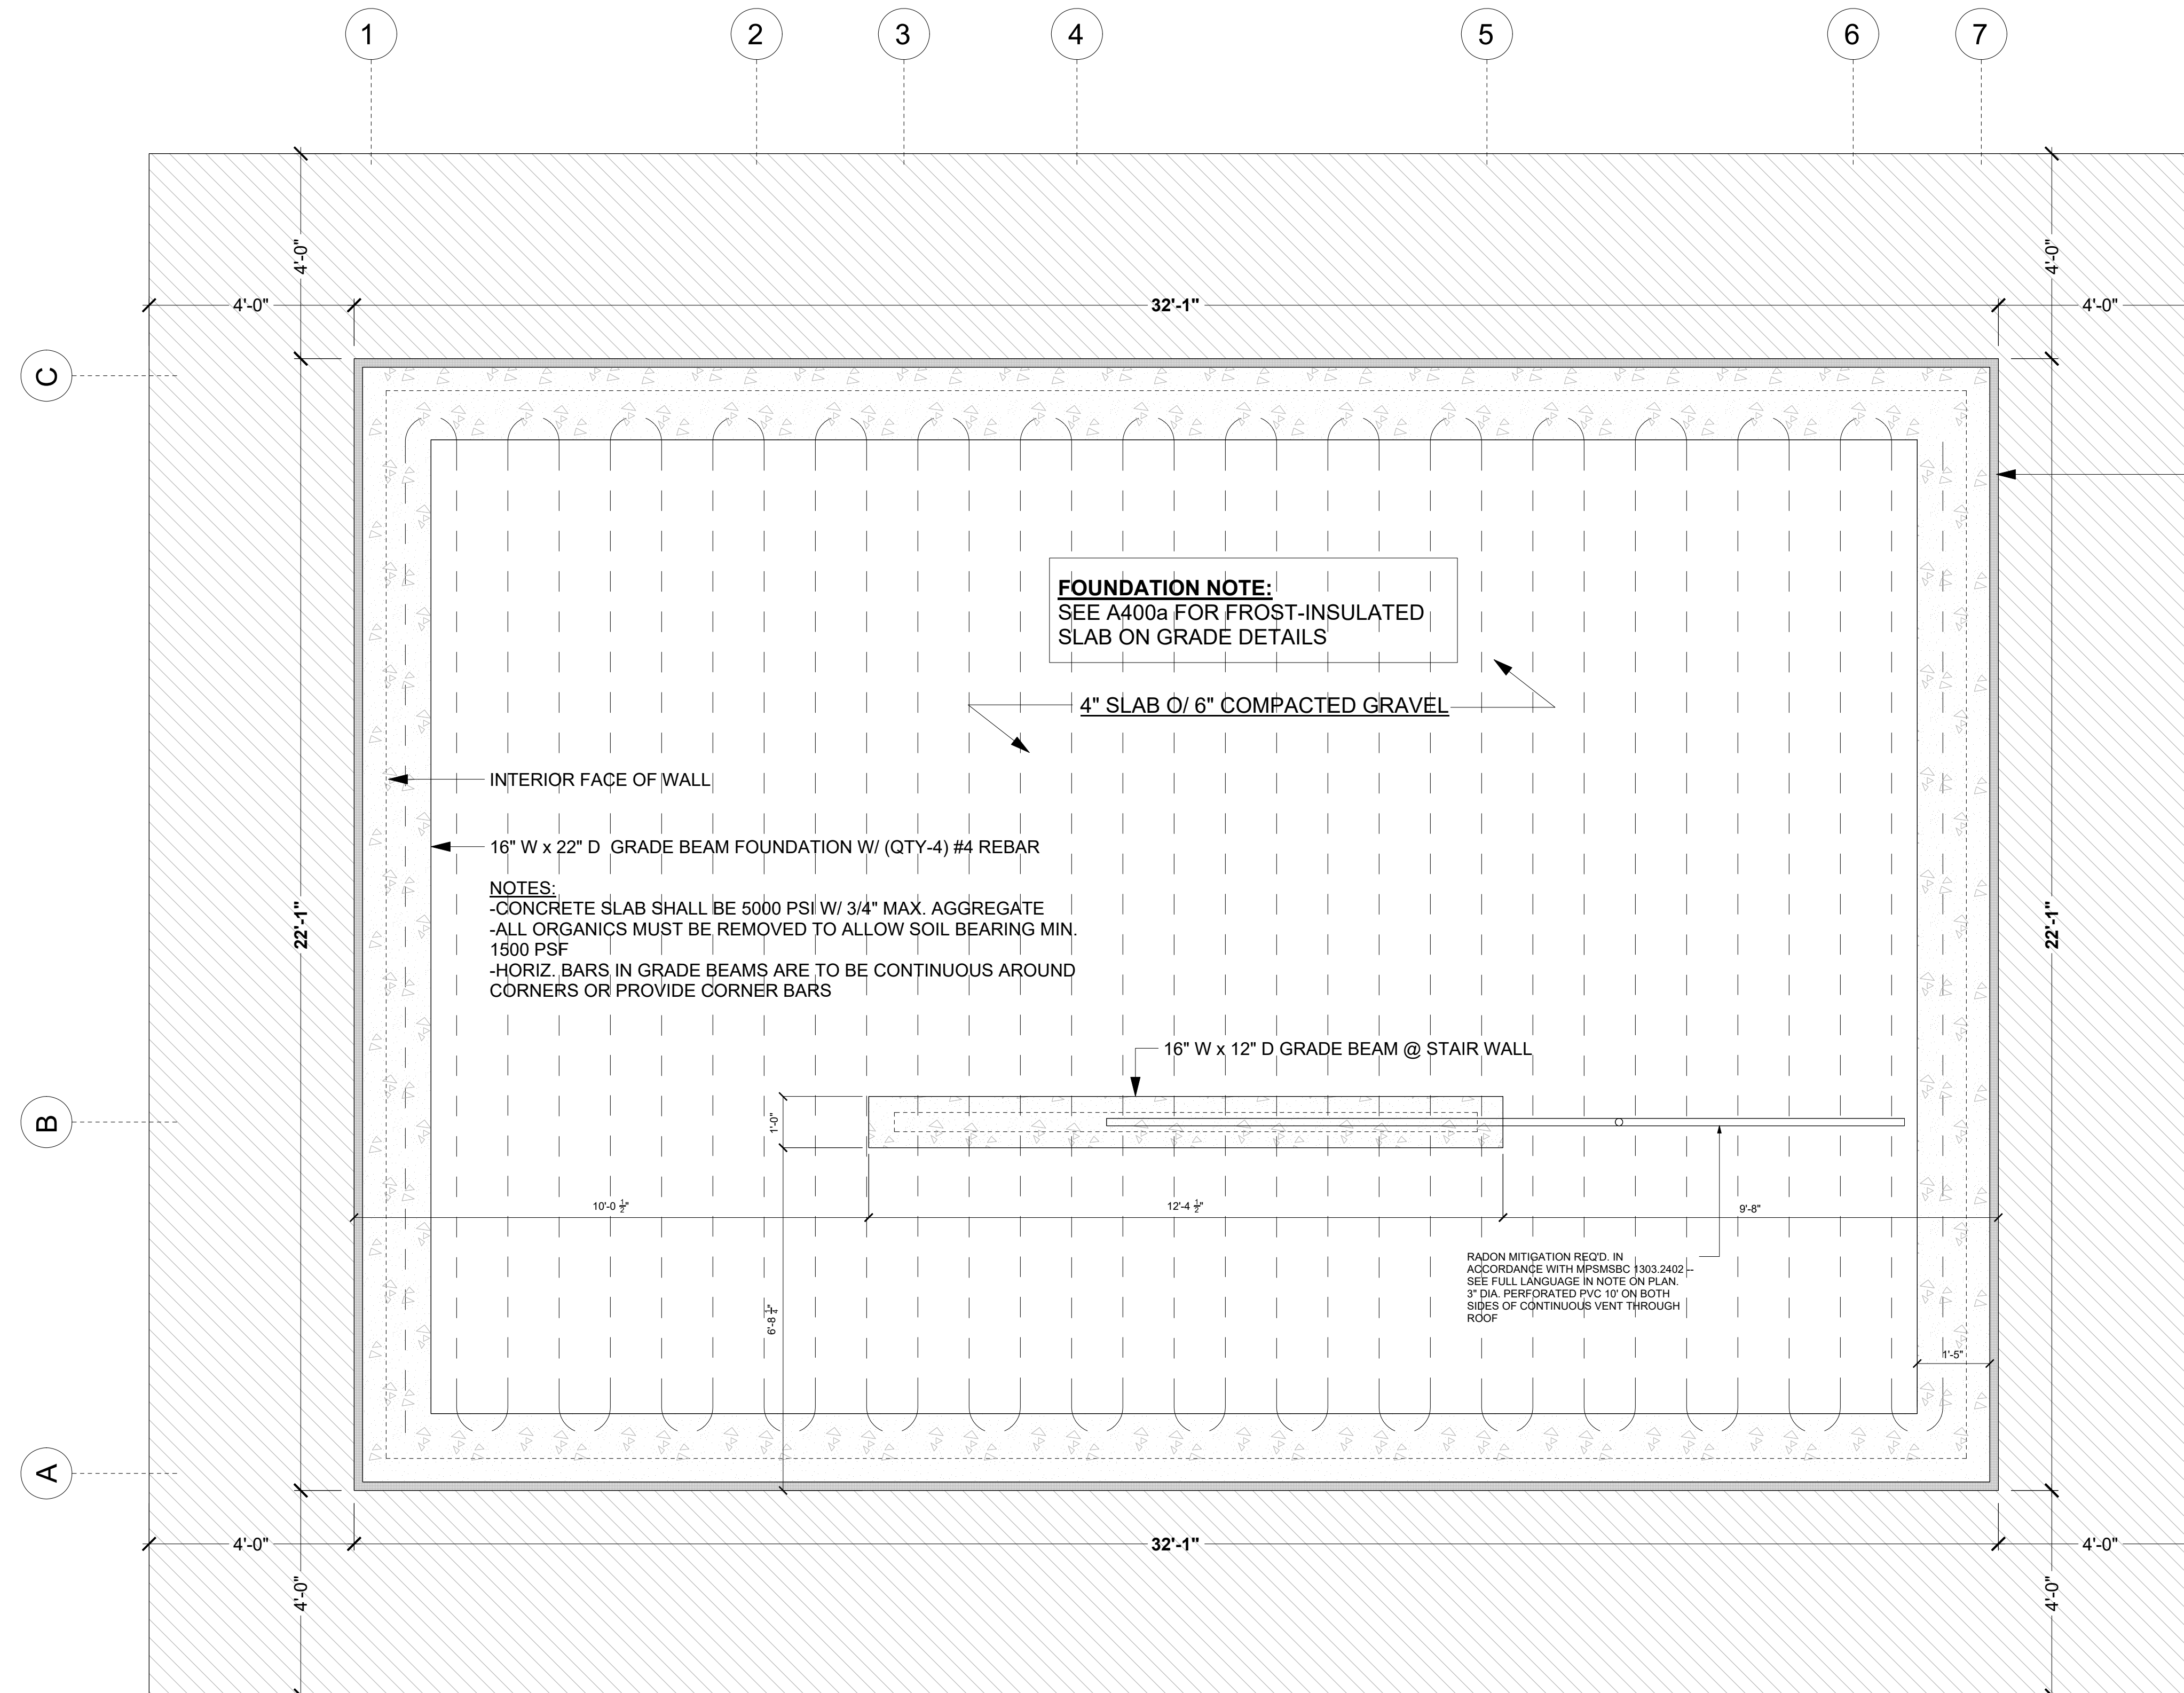 1 2 3 4 5 6 7
4'-0" 4'-0"
4'-0" 32'-1" 4'-0"
C
FOUNDATION NOTE:
SEE A400a FOR FROST-INSULATED
SLAB ON GRADE DETAILS
4" SLAB O/ 6" COMPACTED GRAVEL
INTERIOR FACE OF WALL
16" W x 22" D GRADE BEAM FOUNDATION W/ (QTY-4) #4 REBAR
NOTES:
-CONCRETE SLAB SHALL BE 5000 PSI W/ 3/4" MAX. AGGREGATE
-ALL ORGANICS MUST BE REMOVED TO ALLOW SOIL BEARING MIN.
1500 PSF
-HORIZ. BARS IN GRADE BEAMS ARE TO BE CONTINUOUS AROUND
CORNERS OR PROVIDE CORNER BARS
22'-1" 22'-1"
16" W x 12" D GRADE BEAM @ STAIR WALL
B
1'-0"
10'-0 1/2" 12'-4 1/2" 9'-8"
RADON MITIGATION REQ'D. IN
ACCORDANCE WITH MPSMSBC 1303.2402 --
SEE FULL LANGUAGE IN NOTE ON PLAN.
3" DIA. PERFORATED PVC 10' ON BOTH
SIDES OF CONTINUOUS VENT THROUGH
ROOF
6'-8 1/4"
1'-5"
A
4'-0" 32'-1" 4'-0"
4'-0" 4'-0"